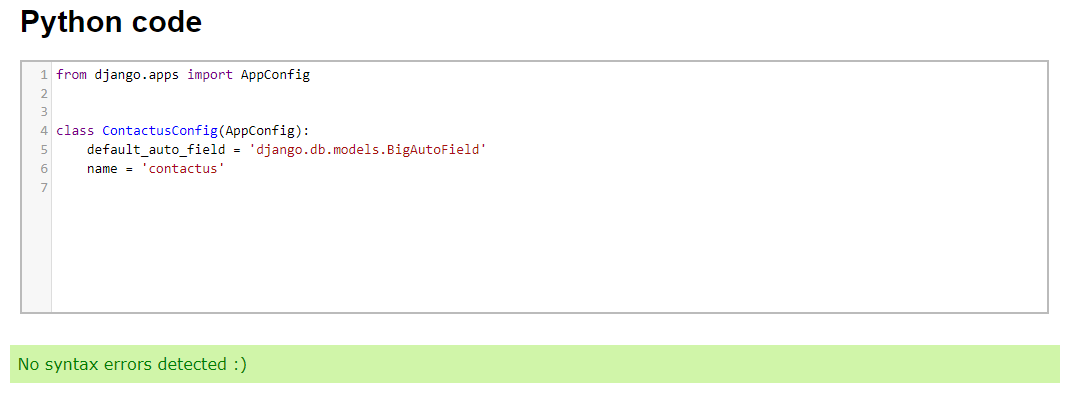 Python code
1 from django.apps import AppConfig
2
3
4 class ContactusConfig(AppConfig):
5     default_auto_field = 'django.db.models.BigAutoField'
6     name = 'contactus'
7
No syntax errors detected :)